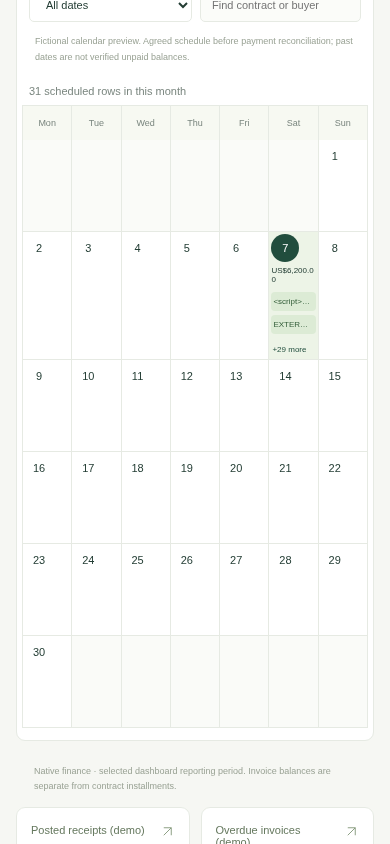 All dates
Find contract or buyer
Fictional calendar preview. Agreed schedule before payment reconciliation; past
dates are not verified unpaid balances.
31 scheduled rows in this month
Mon Tue Wed Thu Fri Sat Sun
1
2 3 4 5 6 7 8
US$6,200.0
0
<script>...
EXTER...
+29 more
9 10 11 12 13 14 15
16 17 18 19 20 21 22
23 24 25 26 27 28 29
30
Native finance · selected dashboard reporting period. Invoice balances are
separate from contract installments.
Posted receipts (demo)
Overdue invoices
(demo)